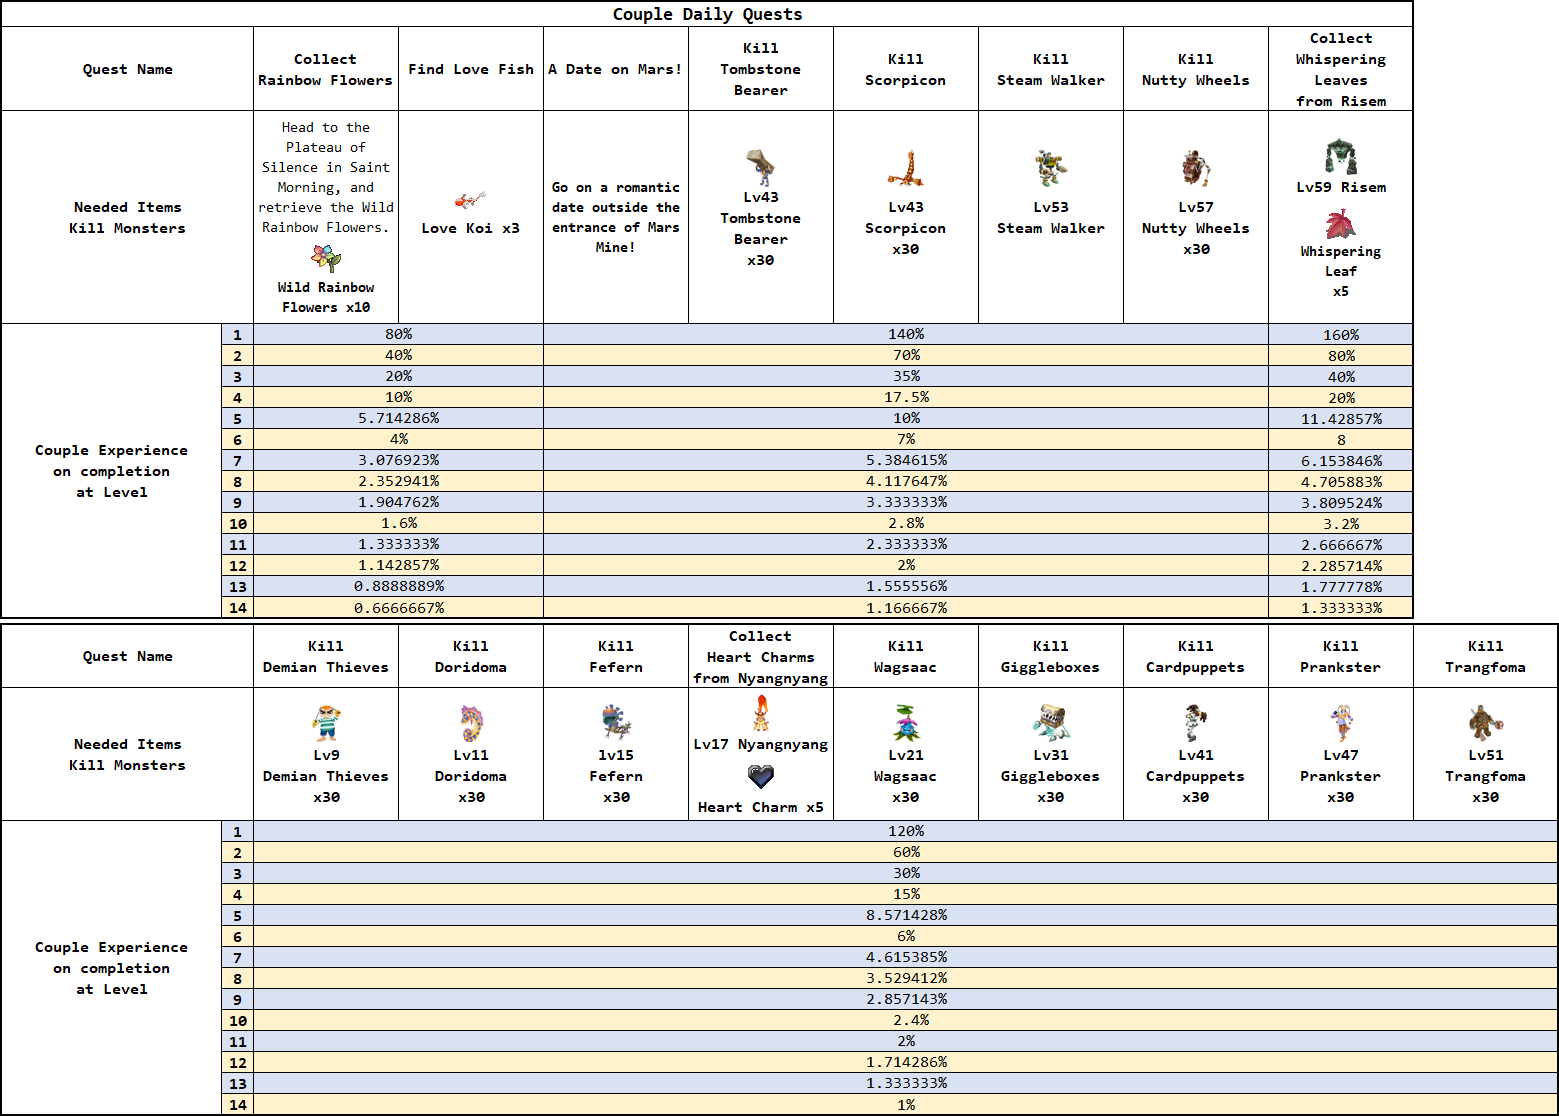 Couple Daily Quests
Quest Name
Collect
Rainbow Flowers
Find Love Fish
A Date on Mars!
Kill
Tombstone
Bearer
Kill
Scorpicon
Kill
Steam Walker
Kill
Nutty Wheels
Collect
Whispering
Leaves
from Risem
Needed Items
Kill Monsters
Head to the
Plateau of
Silence in Saint
Morning, and
retrieve the Wild
Rainbow Flowers.
Wild Rainbow
Flowers x10
Love Koi x3
Go on a romantic
date outside the
entrance of Mars
Mine!
Lv43
Tombstone
Bearer
x30
Lv43
Scorpicon
x30
Lv53
Steam Walker
Lv57
Nutty Wheels
x30
Lv59 Risem
Whispering
Leaf
x5
Couple Experience
on completion
at Level
1 80% 140% 160%
2 40% 70% 80%
3 20% 35% 40%
4 10% 17.5% 20%
5 5.714286% 10% 11.42857%
6 4% 7% 8
7 3.076923% 5.384615% 6.153846%
8 2.352941% 4.117647% 4.705883%
9 1.904762% 3.333333% 3.809524%
10 1.6% 2.8% 3.2%
11 1.333333% 2.333333% 2.666667%
12 1.142857% 2% 2.285714%
13 0.8888889% 1.555556% 1.777778%
14 0.6666667% 1.166667% 1.333333%
Quest Name
Kill
Demian Thieves
Kill
Doridoma
Kill
Fefern
Collect
Heart Charms
from Nyangnyang
Kill
Wagsaac
Kill
Giggleboxes
Kill
Cardpuppets
Kill
Prankster
Kill
Trangfoma
Needed Items
Kill Monsters
Lv9
Demian Thieves
x30
Lv11
Doridoma
x30
lv15
Fefern
x30
Lv17 Nyangnyang
Heart Charm x5
Lv21
Wagsaac
x30
Lv31
Giggleboxes
x30
Lv41
Cardpuppets
x30
Lv47
Prankster
x30
Lv51
Trangfoma
x30
Couple Experience
on completion
at Level
1 120%
2 60%
3 30%
4 15%
5 8.571428%
6 6%
7 4.615385%
8 3.529412%
9 2.857143%
10 2.4%
11 2%
12 1.714286%
13 1.333333%
14 1%